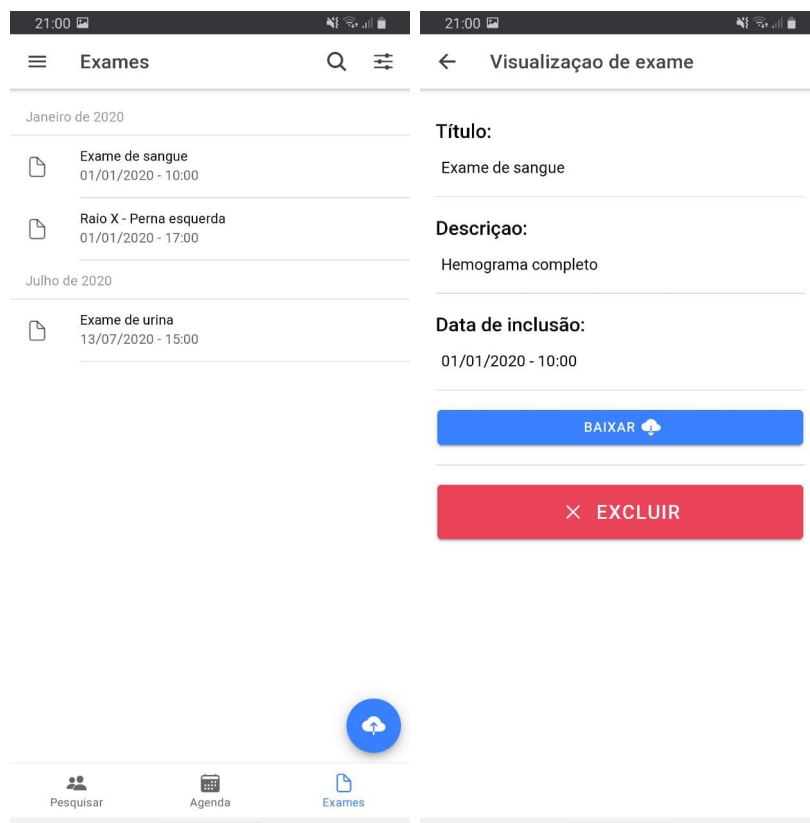 21:00
Exames
Janeiro de 2020
Exame de sangue
01/01/2020 - 10:00
Raio X - Perna esquerda
01/01/2020 - 17:00
Julho de 2020
Exame de urina
13/07/2020 - 15:00
Pesquisar
Agenda
Exames
21:00
Visualizaçao de exame
Título:
Exame de sangue
Descriçao:
Hemograma completo
Data de inclusão:
01/01/2020 - 10:00
BAIXAR
EXCLUIR